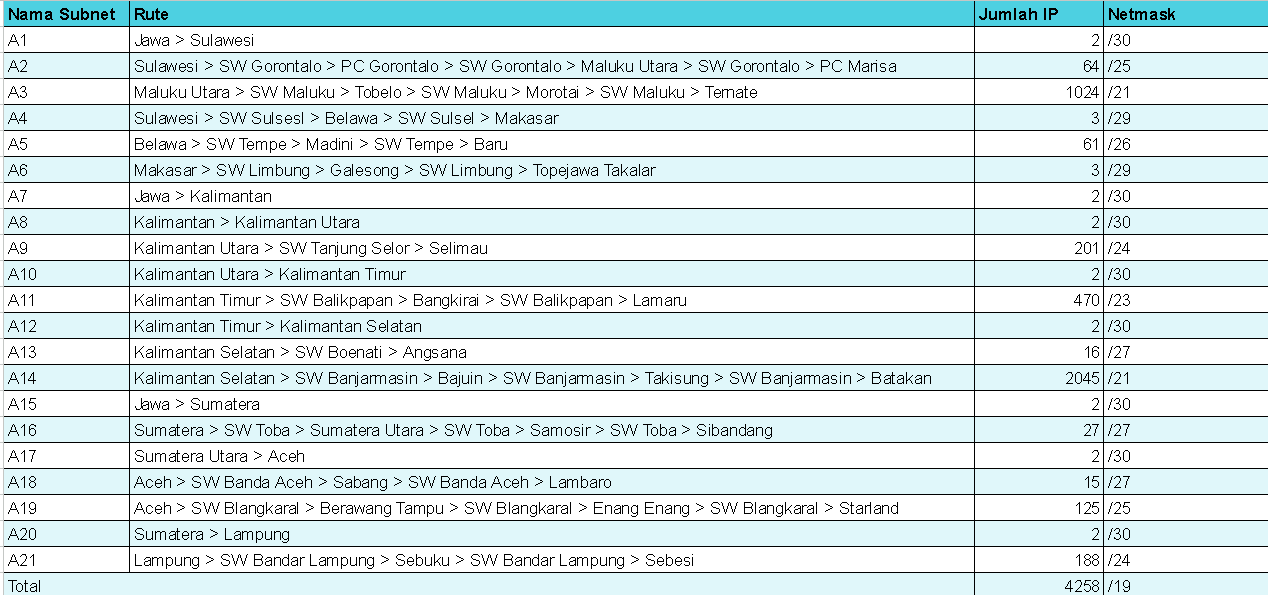 Nama Subnet Rute Jumlah IP Netmask
A1 Jawa > Sulawesi 2 /30
A2 Sulawesi > SW Gorontalo > PC Gorontalo > SW Gorontalo > Maluku Utara > SW Gorontalo > PC Marisa 64 /25
A3 Maluku Utara > SW Maluku > Tobelo > SW Maluku > Morotai > SW Maluku > Ternate 1024 /21
A4 Sulawesi > SW Sulsesl > Belawa > SW Sulsel > Makasar 3 /29
A5 Belawa > SW Tempe > Madini > SW Tempe > Baru 61 /26
A6 Makasar > SW Limbung > Galesong > SW Limbung > Topejawa Takalar 3 /29
A7 Jawa > Kalimantan 2 /30
A8 Kalimantan > Kalimantan Utara 2 /30
A9 Kalimantan Utara > SW Tanjung Selor > Selimau 201 /24
A10 Kalimantan Utara > Kalimantan Timur 2 /30
A11 Kalimantan Timur > SW Balikpapan > Bangkirai > SW Balikpapan > Lamaru 470 /23
A12 Kalimantan Timur > Kalimantan Selatan 2 /30
A13 Kalimantan Selatan > SW Boenati > Angsana 16 /27
A14 Kalimantan Selatan > SW Banjarmasin > Bajuin > SW Banjarmasin > Takisung > SW Banjarmasin > Batakan 2045 /21
A15 Jawa > Sumatera 2 /30
A16 Sumatera > SW Toba > Sumatera Utara > SW Toba > Samosir > SW Toba > Sibandang 27 /27
A17 Sumatera Utara > Aceh 2 /30
A18 Aceh > SW Banda Aceh > Sabang > SW Banda Aceh > Lambaro 15 /27
A19 Aceh > SW Blangkaral > Berawang Tampu > SW Blangkaral > Enang Enang > SW Blangkaral > Starland 125 /25
A20 Sumatera > Lampung 2 /30
A21 Lampung > SW Bandar Lampung > Sebuku > SW Bandar Lampung > Sebesi 188 /24
Total 4258 /19